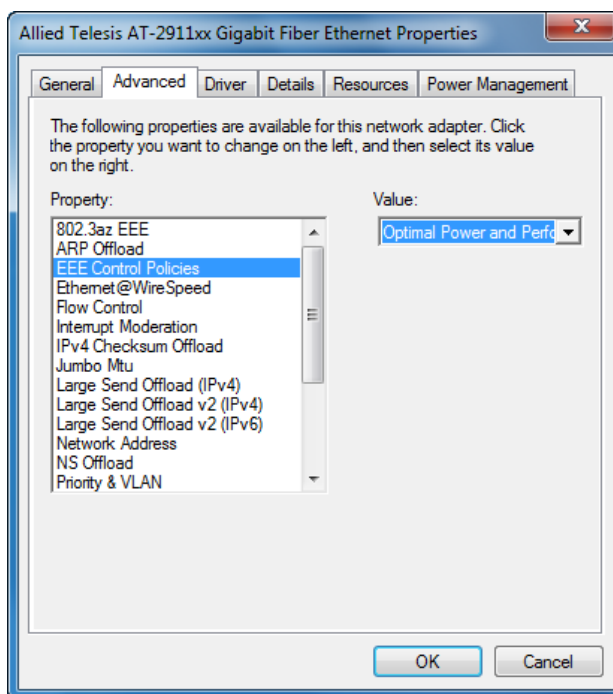 Allied Telesis AT-2911xx Gigabit Fiber Ethernet Properties
General Advanced Driver Details Resources Power Management
The following properties are available for this network adapter. Click
the property you want to change on the left, and then select its value
on the right.
Property: Value:
802.3az EEE
ARP Offload
EEE Control Policies
Ethernet@WireSpeed
Flow Control
Interrupt Moderation
IPv4 Checksum Offload
Jumbo Mtu
Large Send Offload (IPv4)
Large Send Offload v2 (IPv4)
Large Send Offload v2 (IPv6)
Network Address
NS Offload
Priority & VLAN
Optimal Power and Perfo
OK Cancel